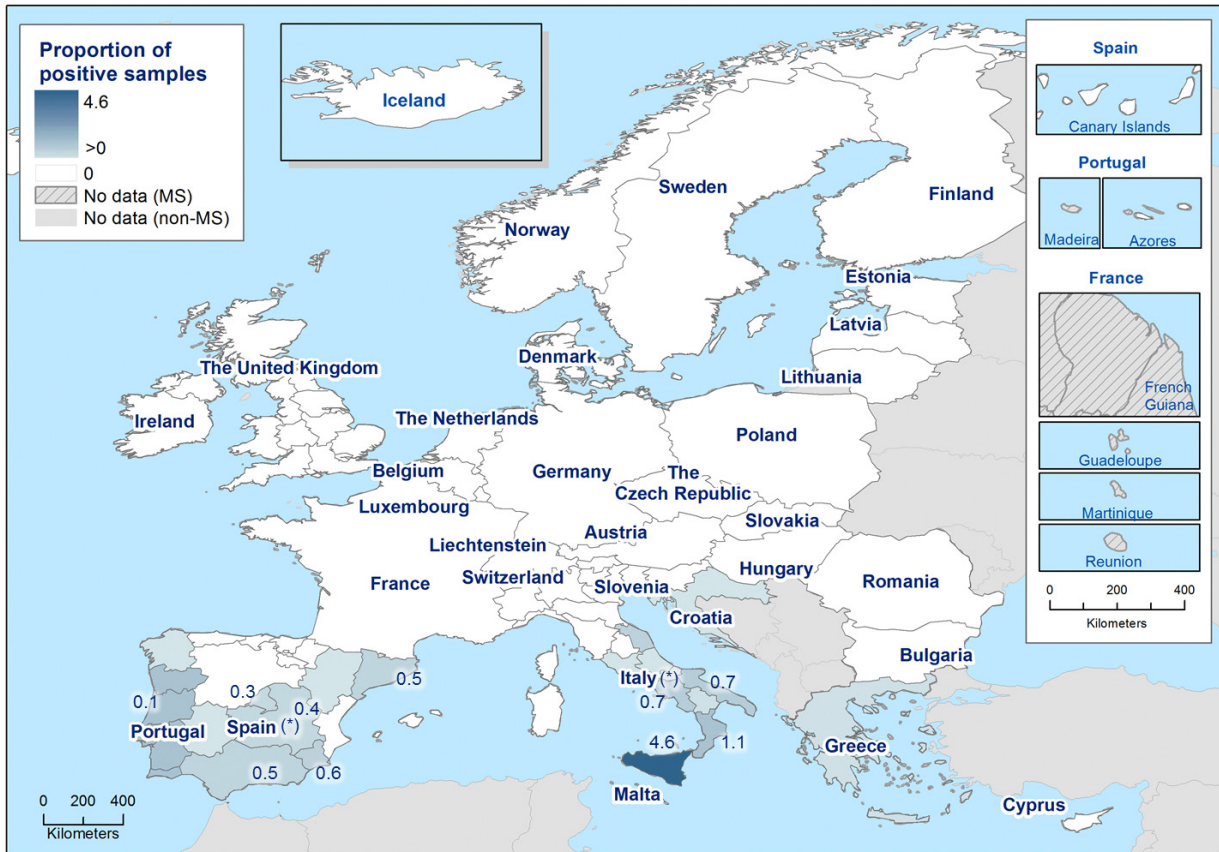 Proportion of
positive samples
4.6
>0
0
No data (MS)
No data (non-MS)
Iceland
Spain
Canary Islands
Portugal
Madeira
Azores
France
French
Guiana
Guadeloupe
Martinique
Reunion
0 200 400
Kilometers
Sweden
Finland
Norway
Estonia
Latvia
Denmark
Lithuania
The United Kingdom
Ireland
The Netherlands
Poland
Belgium
Germany
The
Czech Republic
Luxembourg
Slovakia
Austria
Liechtenstein
Hungary
France
Switzerland
Slovenia
Romania
Croatia
Bulgaria
0.5
Italy (*)
0.7
0.3
0.1
0.4
0.7
Portugal
Spain (*)
4.6
1.1
Greece
0.5
0.6
Malta
Cyprus
0 200 400
Kilometers